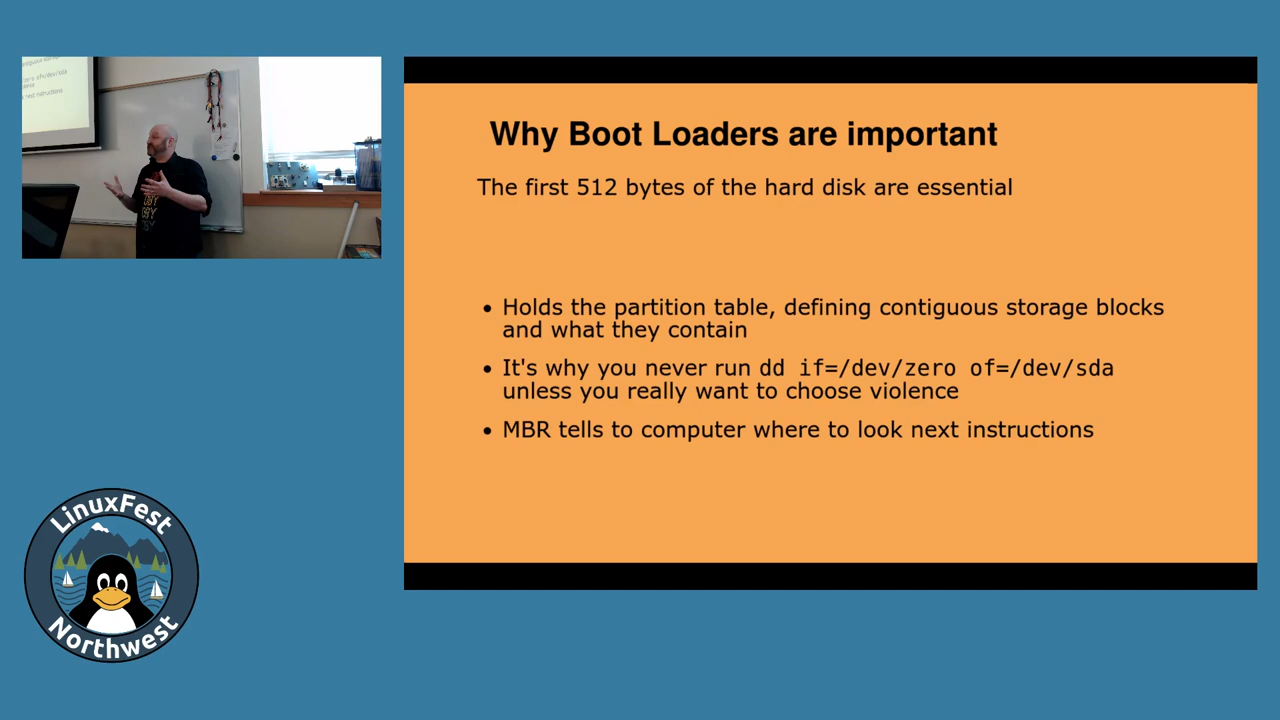 Why Boot Loaders are important
The first 512 bytes of the hard disk are essential
• Holds the partition table, defining contiguous storage blocks
and what they contain
• It's why you never run dd if=/dev/zero of=/dev/sda
unless you really want to choose violence
• MBR tells to computer where to look next instructions
LinuxFest
Northwest